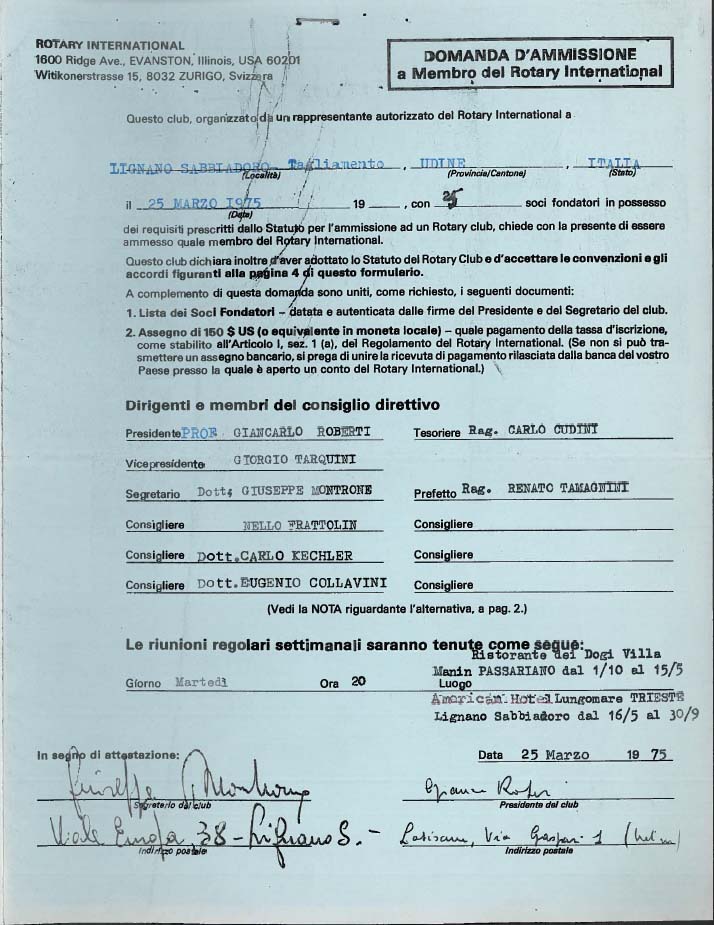 ROTARY INTERNATIONAL
1600 Ridge Ave., EVANSTON, Illinois, USA 60201
Witikonerstrasse 15, 8032 ZURIGO, Svizzera
DOMANDA D'AMMISSIONE
a Membro del Rotary International
Questo club, organizzato da un rappresentante autorizzato del Rotary International a
LIGNANO SABBIADORO Tagliamento , UDINE , ITALIA
(Località) (Provincia/Cantone) (Stato)
il 25 MARZO 1975 19 , con 25 soci fondatori in possesso
(Data)
dei requisiti prescritti dallo Statuto per l'ammissione ad un Rotary club, chiede con la presente di essere
ammesso quale membro del Rotary International.
Questo club dichiara inoltre d'aver adottato lo Statuto del Rotary Club e d'accettare le convenzioni e gli
accordi figuranti alla pagina 4 di questo formulario.
A complemento di questa domanda sono uniti, come richiesto, i seguenti documenti:
1. Lista dei Soci Fondatori – datata e autenticata dalle firme del Presidente e del Segretario del club.
2. Assegno di 150 $ US (o equivalente in moneta locale) – quale pagamento della tassa d'iscrizione,
come stabilito all'Articolo I, sez. 1 (a), del Regolamento del Rotary International. (Se non si può tra-
smettere un assegno bancario, si prega di unire la ricevuta di pagamento rilasciata dalla banca del vostro
Paese presso la quale è aperto un conto del Rotary International.)
Dirigenti e membri del consiglio direttivo
Presidente PROF GIANCARLO ROBERTI Tesoriere Rag. CARLO CUDINI
Vicepresidente GIORGIO TARQUINI
Segretario Dott. GIUSEPPE MONTRONE Prefetto Rag. RENATO TAMAGNINI
Consigliere NELLO FRATTOLIN Consigliere
Consigliere Dott. CARLO KECHLER Consigliere
Consigliere Dott. EUGENIO COLLAVINI Consigliere
(Vedi la NOTA riguardante l'alternativa, a pag. 2.)
Le riunioni regolari settimanali saranno tenute come segue:
Ristorante dei Dogi Villa
Manin PASSARIANO dal 1/10 al 15/5
Giorno Martedì Ora 20 Luogo
American Hotel Lungomare TRIESTE
Lignano Sabbiadoro dal 16/5 al 30/9
In segno di attestazione: Data 25 Marzo 19 75
Giuseppe Montrone
Segretario del club Presidente del club
Viale Europa, 38 - Lignano S. - Latisana, Via Gaspari 1
Indirizzo postale Indirizzo postale